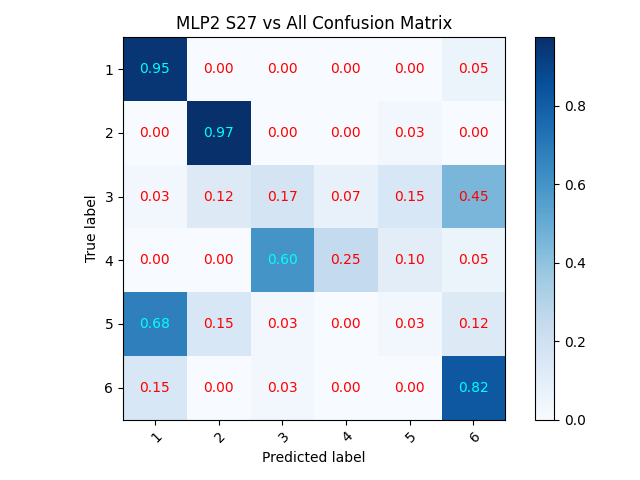 MLP2 S27 vs All Confusion Matrix
True label
1 0.95 0.00 0.00 0.00 0.00 0.05
2 0.00 0.97 0.00 0.00 0.03 0.00
3 0.03 0.12 0.17 0.07 0.15 0.45
4 0.00 0.00 0.60 0.25 0.10 0.05
5 0.68 0.15 0.03 0.00 0.03 0.12
6 0.15 0.00 0.03 0.00 0.00 0.82
1 2 3 4 5 6
Predicted label
0.8
0.6
0.4
0.2
0.0